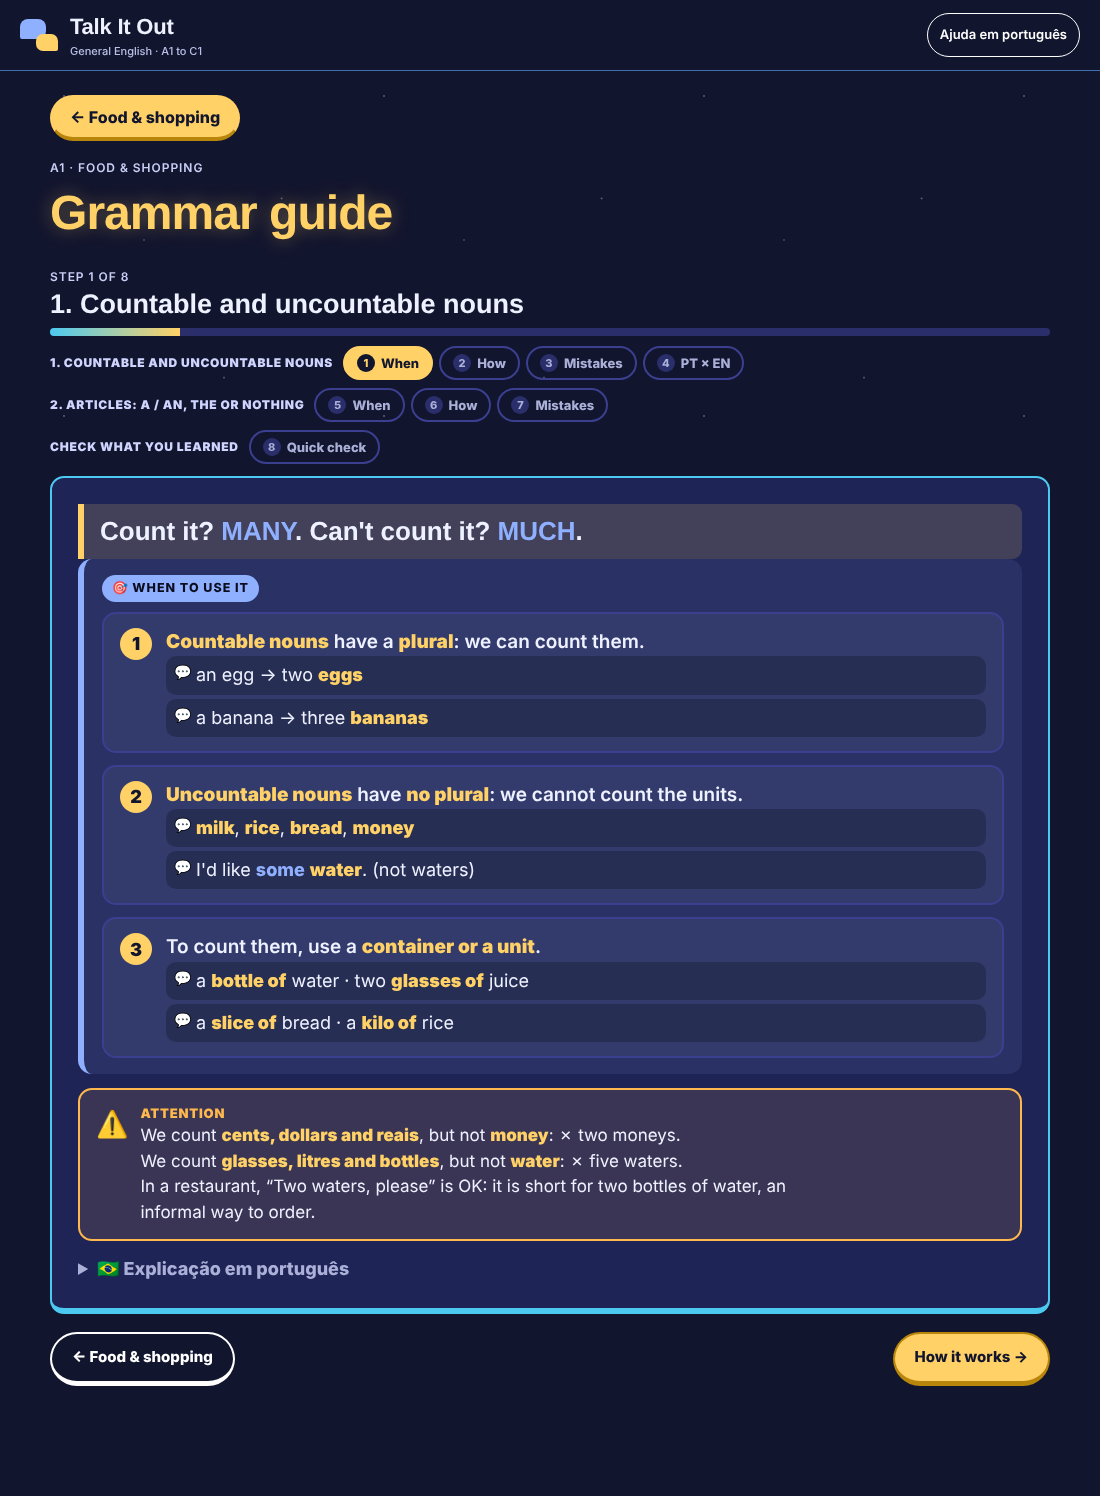 Talk It Out
General English · A1 to C1
Ajuda em português
← Food & shopping
A1 · FOOD & SHOPPING
Grammar guide
STEP 1 OF 8
1. Countable and uncountable nouns
1. COUNTABLE AND UNCOUNTABLE NOUNS 1 When 2 How 3 Mistakes 4 PT × EN
2. ARTICLES: A / AN, THE OR NOTHING 5 When 6 How 7 Mistakes
CHECK WHAT YOU LEARNED 8 Quick check
Count it? MANY. Can't count it? MUCH.
🎯 WHEN TO USE IT
1 Countable nouns have a plural: we can count them.
💬 an egg → two eggs
💬 a banana → three bananas
2 Uncountable nouns have no plural: we cannot count the units.
💬 milk, rice, bread, money
💬 I'd like some water. (not waters)
3 To count them, use a container or a unit.
💬 a bottle of water · two glasses of juice
💬 a slice of bread · a kilo of rice
⚠️ ATTENTION
We count cents, dollars and reais, but not money: × two moneys.
We count glasses, litres and bottles, but not water: × five waters.
In a restaurant, “Two waters, please” is OK: it is short for two bottles of water, an
informal way to order.
▶ 🇧🇷 Explicação em português
← Food & shopping
How it works →